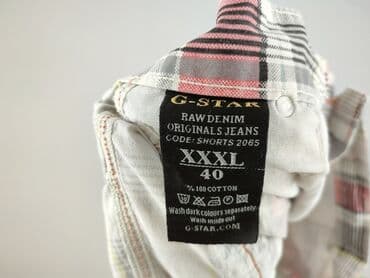 G-STAR
RAW DENIM
ORIGINALS JEANS
CODE: SHORTS 2065
XXXL
40
% 100 COTTON
Wash dark colours separately
Wash inside out
G-STAR.COM